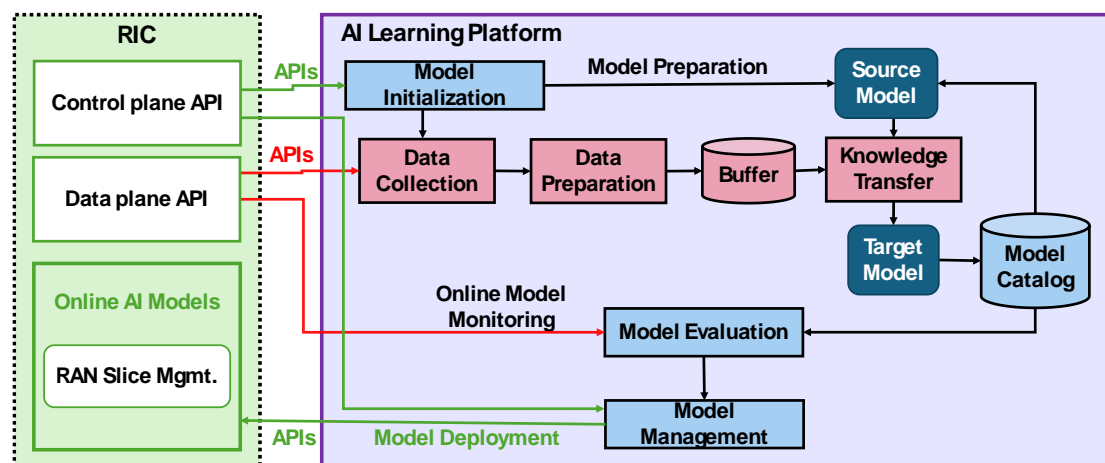 RIC
Control plane API
Data plane API
Online AI Models
RAN Slice Mgmt.
APIs
APIs
APIs
AI Learning Platform
Model
Initialization
Model Preparation
Source
Model
Data
Collection
Data
Preparation
Buffer
Knowledge
Transfer
Target
Model
Model
Catalog
Online Model
Monitoring
Model Evaluation
Model
Management
Model Deployment